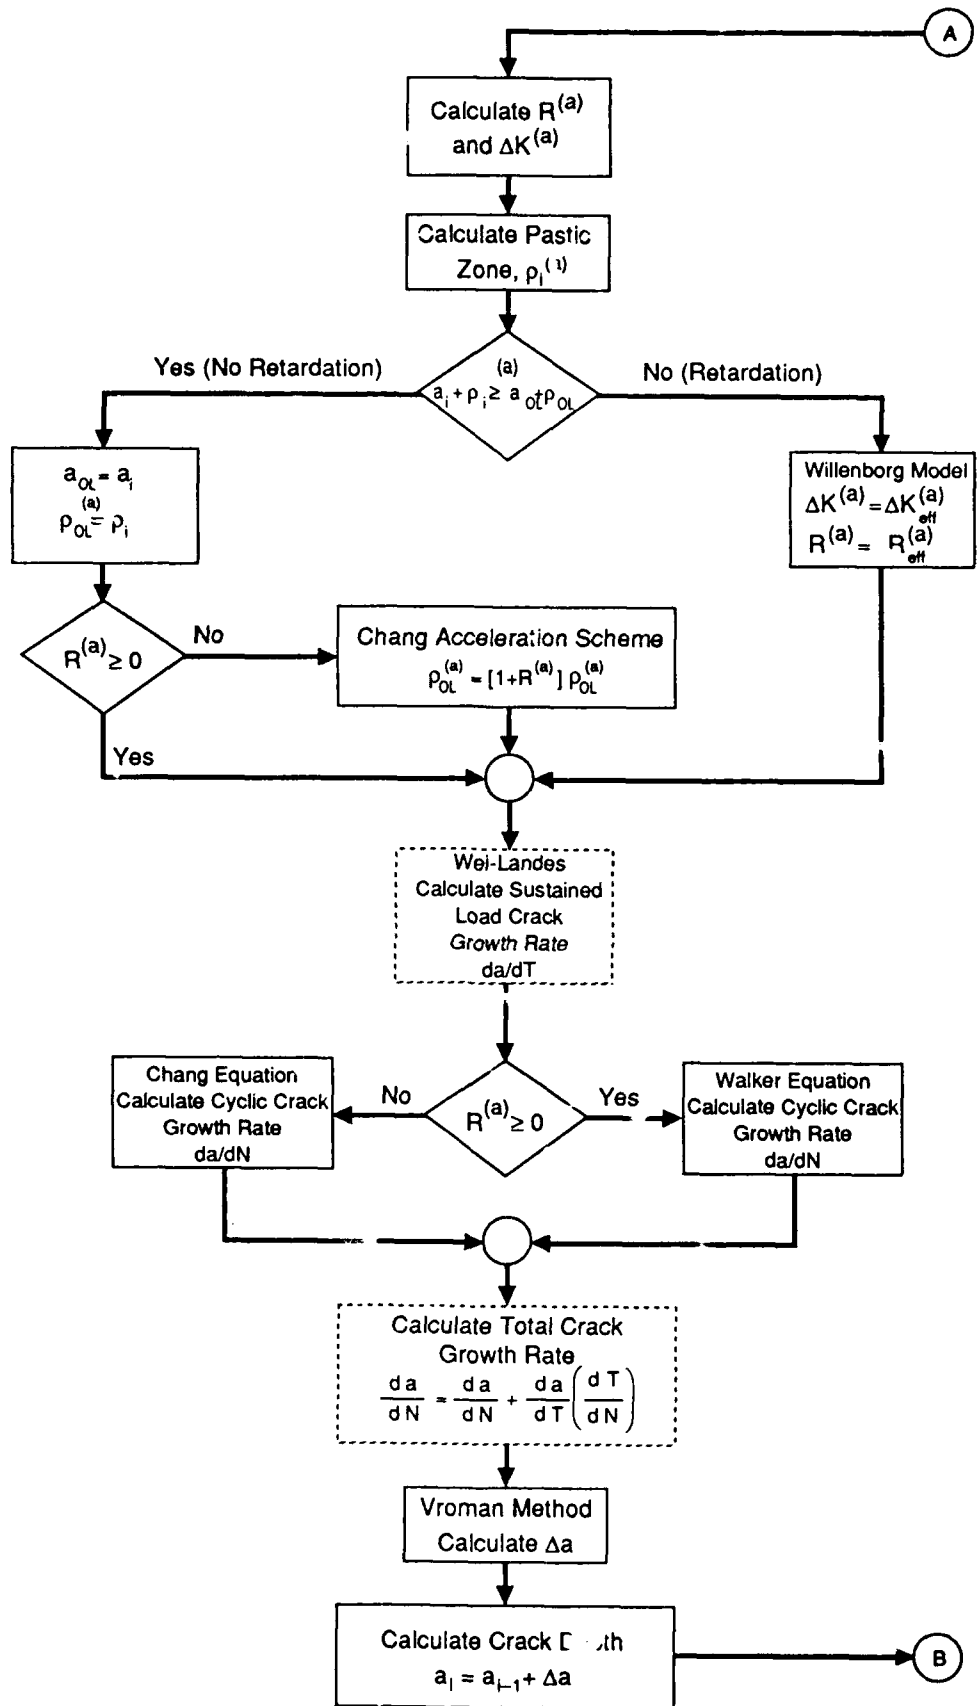 A
Calculate R^(a)
and ΔK^(a)
Calculate Pastic
Zone, ρ_i
Yes (No Retardation)
(a)
a_i + ρ_i ≥ a_OL + ρ_OL
No (Retardation)
a_OL = a_i
(a)
ρ_OL = ρ_i
Willenborg Model
ΔK^(a) = ΔK_eff^(a)
R^(a) = R_eff^(a)
R^(a) ≥ 0
No
Chang Acceleration Scheme
ρ_OL^(a) = [1+R^(a)] ρ_OL^(a)
Yes
Wei-Landes
Calculate Sustained
Load Crack
Growth Rate
da/dT
Chang Equation
Calculate Cyclic Crack
Growth Rate
da/dN
No
R^(a) ≥ 0
Yes
Walker Equation
Calculate Cyclic Crack
Growth Rate
da/dN
Calculate Total Crack
Growth Rate
da/dN = da/dN + da/dT (dT/dN)
Vroman Method
Calculate Δa
Calculate Crack
a_i = a_i-1 + Δa
B